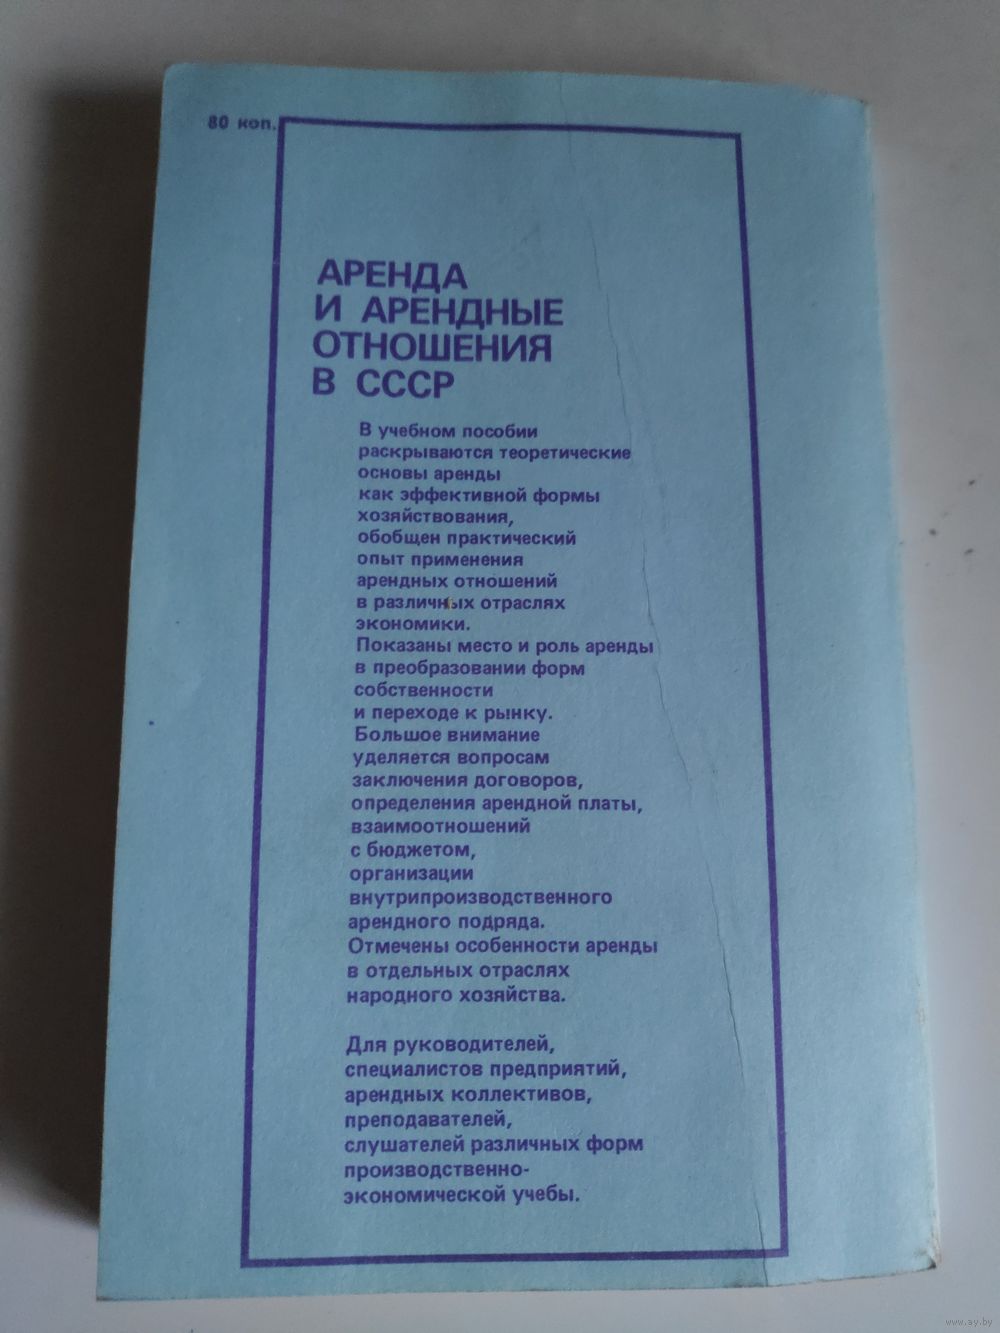 80 коп.
АРЕНДА
И АРЕНДНЫЕ
ОТНОШЕНИЯ
В СССР
В учебном пособии
раскрываются теоретические
основы аренды
как эффективной формы
хозяйствования,
обобщен практический
опыт применения
арендных отношений
в различных отраслях
экономики.
Показаны место и роль аренды
в преобразовании форм
собственности
и переходе к рынку.
Большое внимание
уделяется вопросам
заключения договоров,
определения арендной платы,
взаимоотношений
с бюджетом,
организации
внутрипроизводственного
арендного подряда.
Отмечены особенности аренды
в отдельных отраслях
народного хозяйства.
Для руководителей,
специалистов предприятий,
арендных коллективов,
преподавателей,
слушателей различных форм
производственно-
экономической учебы.
www.ay.by